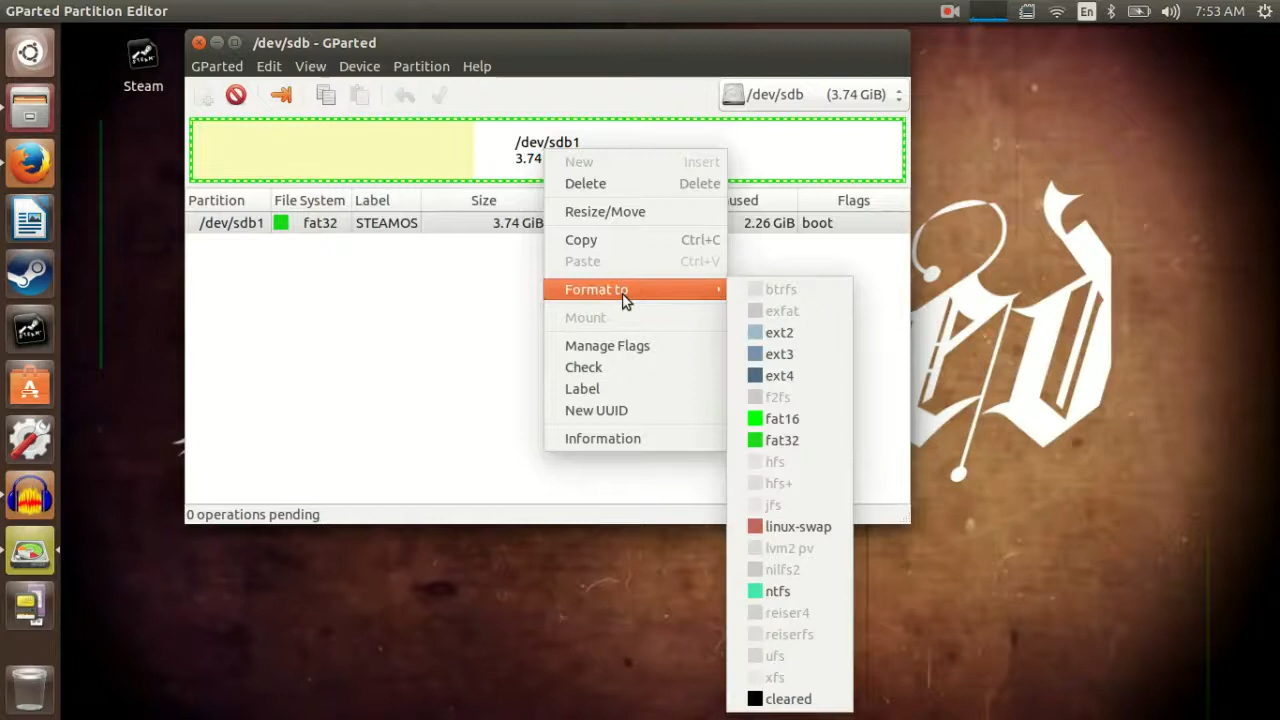 GParted Partition Editor
En
7:53 AM
Steam
/dev/sdb - GParted
GParted Edit View Device Partition Help
/dev/sdb (3.74 GiB)
/dev/sdb1
3.74
Partition File System Label Size used Flags
/dev/sdb1 fat32 STEAMOS 3.74 GiB 2.26 GiB boot
New Insert
Delete Delete
Resize/Move
Copy Ctrl+C
Paste Ctrl+V
Format to
Mount
Manage Flags
Check
Label
New UUID
Information
btrfs
exfat
ext2
ext3
ext4
f2fs
fat16
fat32
hfs
hfs+
jfs
linux-swap
lvm2 pv
nilfs2
ntfs
reiser4
reiserfs
ufs
xfs
cleared
0 operations pending
ed